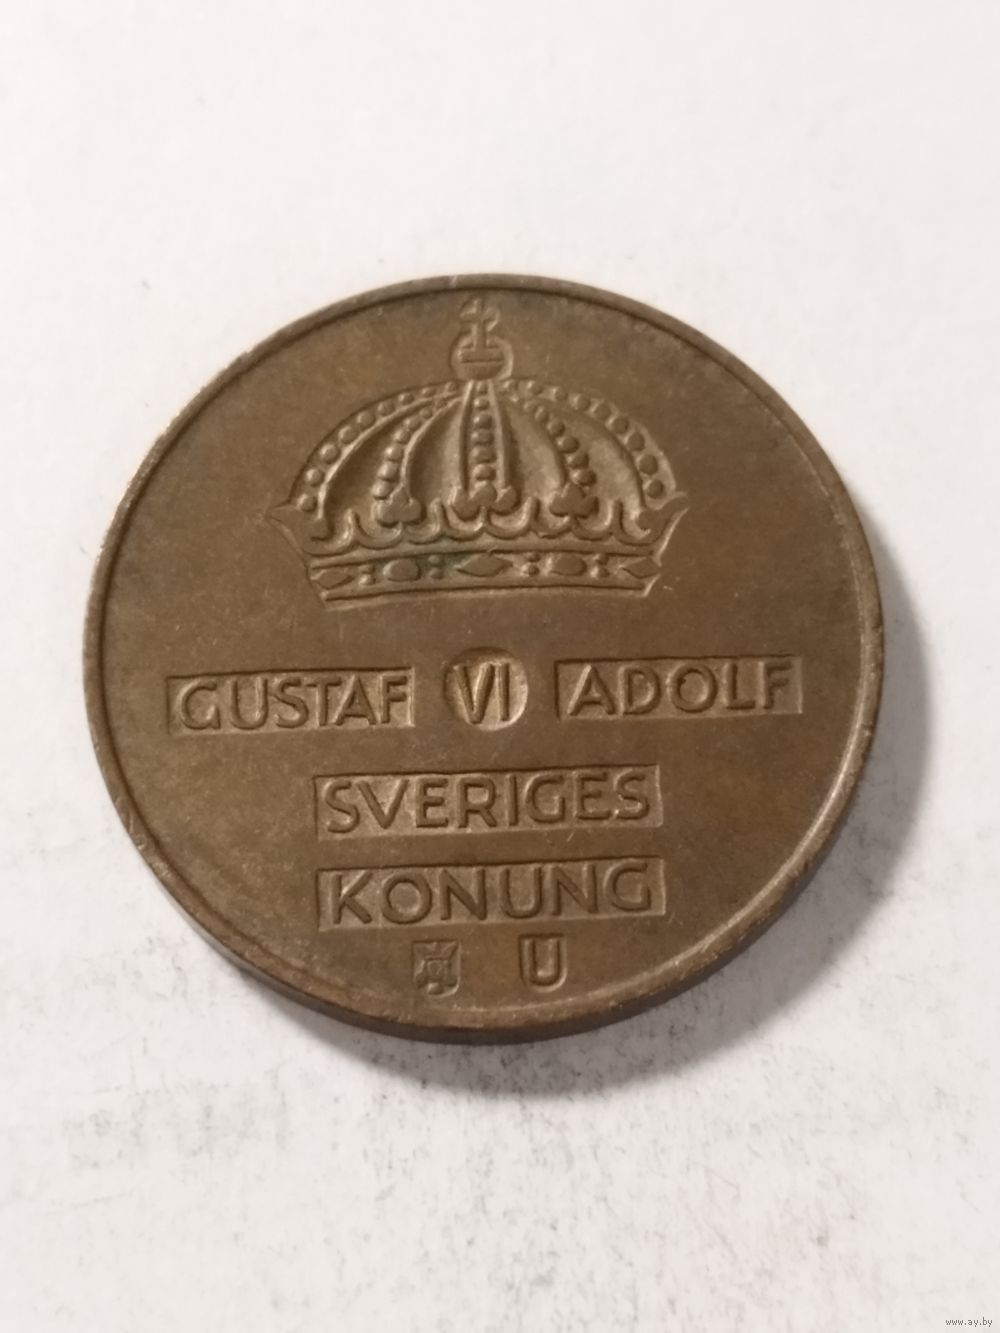 GUSTAF VI ADOLF
SVERIGES
KONUNG
U
www.ay.by